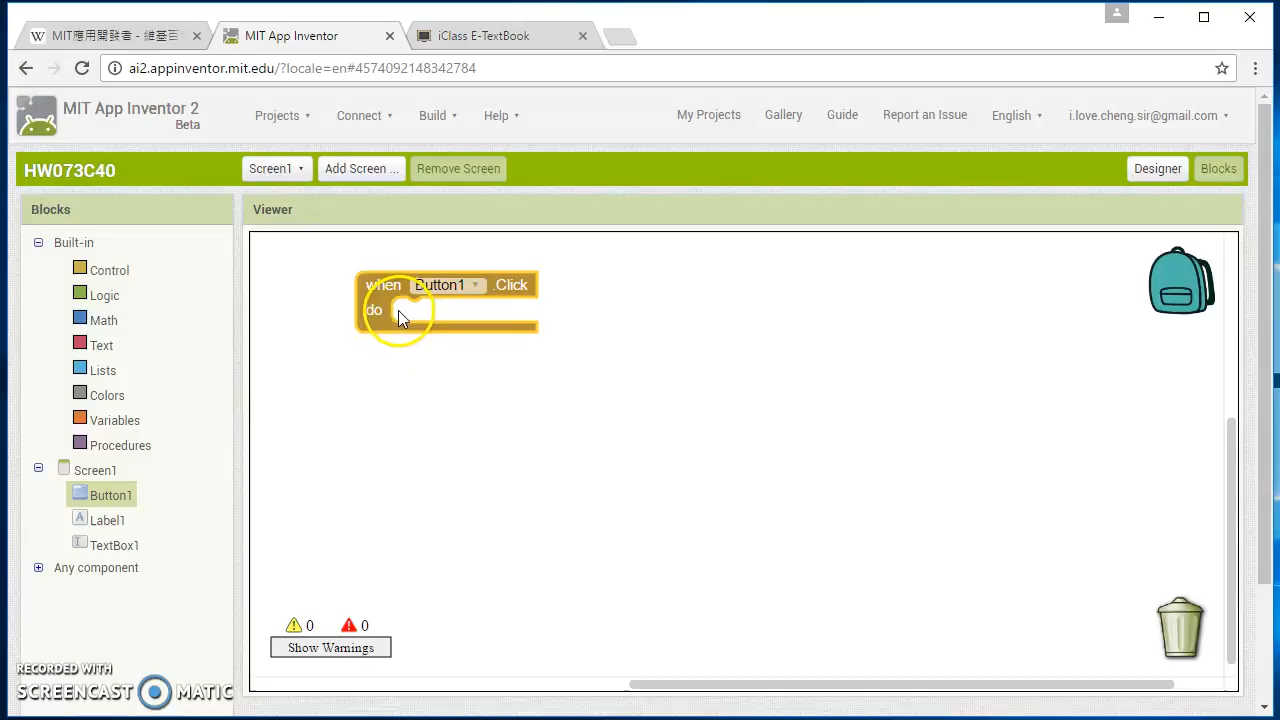 MIT應用開發者 - 維基百
MIT App Inventor
iClass E-TextBook
ai2.appinventor.mit.edu/?locale=en#4574092148342784
MIT App Inventor 2
Beta
Projects
Connect
Build
Help
My Projects
Gallery
Guide
Report an Issue
English
i.love.cheng.sir@gmail.com
HW073C40
Screen1
Add Screen ...
Remove Screen
Designer
Blocks
Blocks
Viewer
Built-in
Control
Logic
Math
Text
Lists
Colors
Variables
Procedures
Screen1
Button1
Label1
TextBox1
Any component
when Button1 .Click
do
0 0
Show Warnings
RECORDED WITH
SCREENCAST MATIC